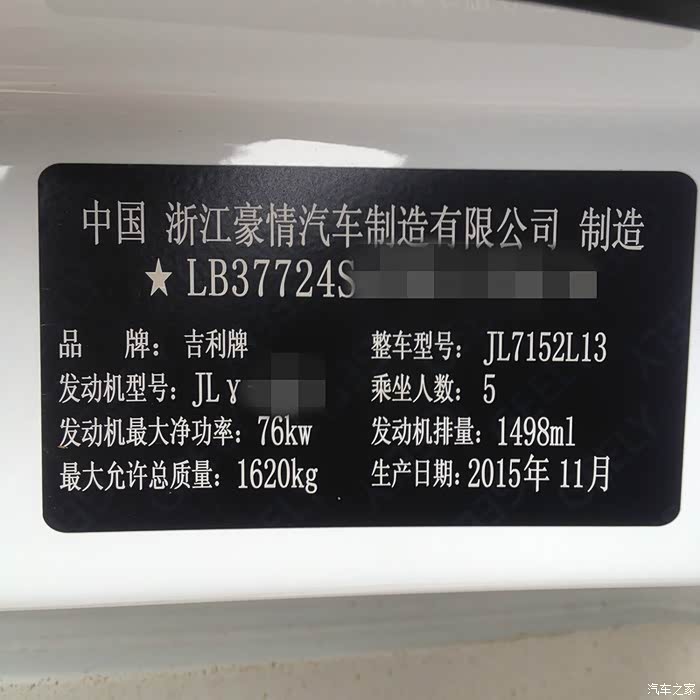 中国 浙江豪情汽车制造有限公司 制造
★LB37724S
品 牌：吉利牌 整车型号：JL7152L13
发动机型号：JLγ 乘坐人数：5
发动机最大净功率：76kw 发动机排量：1498ml
最大允许总质量：1620kg 生产日期：2015年11月
汽车之家